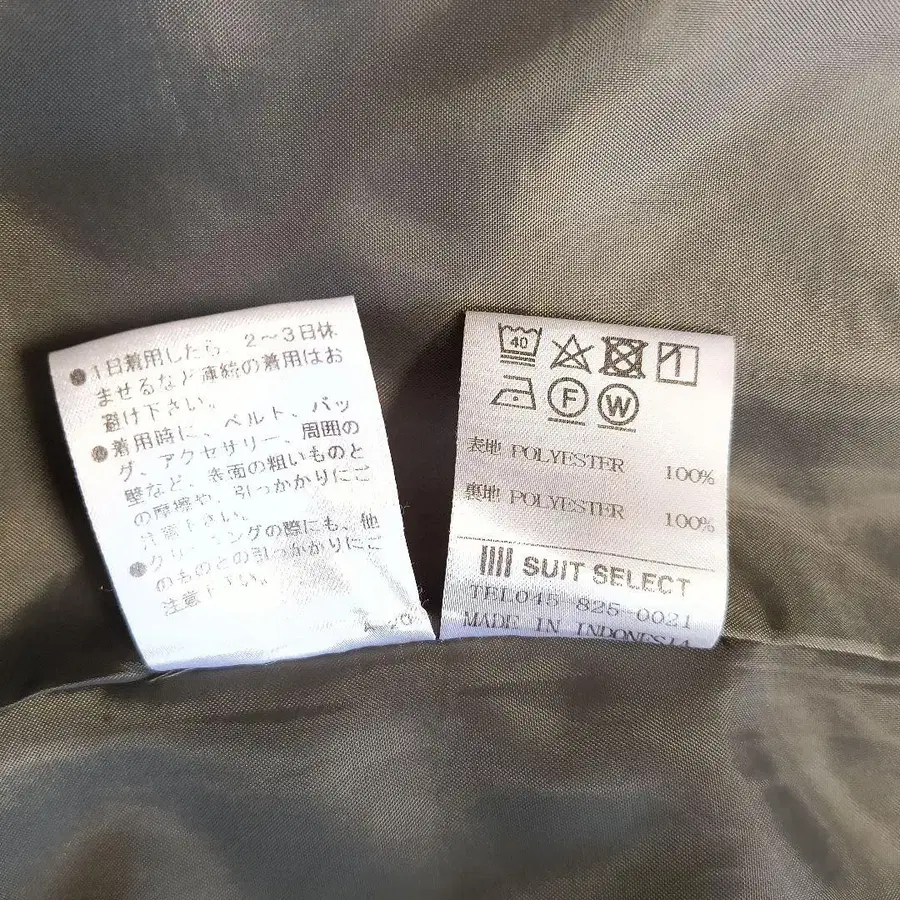 ●1日着用したら、2〜3日休
ませるなど連続の着用はお
避け下さい。
●着用時に、ベルト、バッ
グ、アクセサリー、周囲の
壁など、表面の粗いものと
の摩擦や、引っかかりにご
注意下さい。
●クリーニングの際にも、他
のものとの引っかかりにご
注意下さい。
A-20
40
F W
表地 POLYESTER 100%
裏地 POLYESTER 100%
SUIT SELECT
TEL045-825-0021
MADE IN INDONESIA